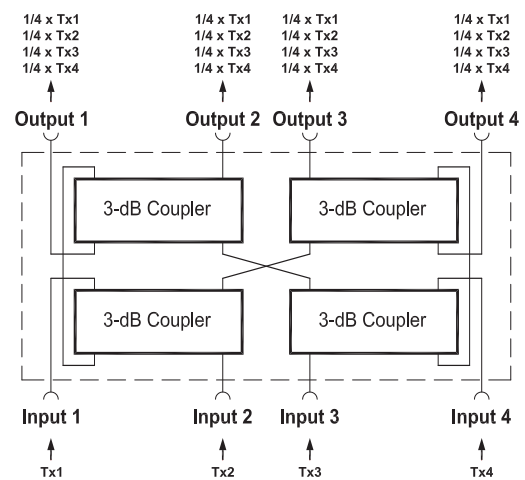 1/4 x Tx1 1/4 x Tx1 1/4 x Tx1 1/4 x Tx1
1/4 x Tx2 1/4 x Tx2 1/4 x Tx2 1/4 x Tx2
1/4 x Tx3 1/4 x Tx3 1/4 x Tx3 1/4 x Tx3
1/4 x Tx4 1/4 x Tx4 1/4 x Tx4 1/4 x Tx4
Output 1 Output 2 Output 3 Output 4
3-dB Coupler 3-dB Coupler
3-dB Coupler 3-dB Coupler
Input 1 Input 2 Input 3 Input 4
Tx1 Tx2 Tx3 Tx4